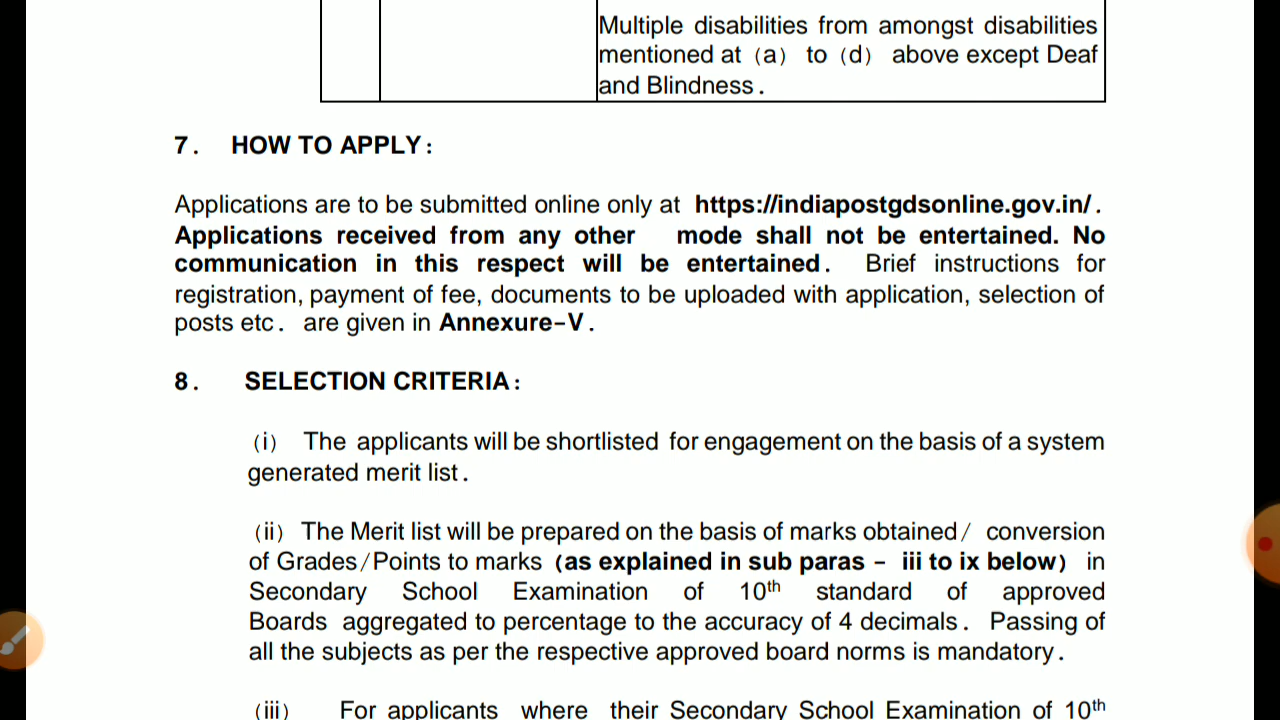 Multiple disabilities from amongst disabilities
mentioned at (a) to (d) above except Deaf
and Blindness.
7. HOW TO APPLY:
Applications are to be submitted online only at https://indiapostgdsonline.gov.in/.
Applications received from any other mode shall not be entertained. No
communication in this respect will be entertained. Brief instructions for
registration, payment of fee, documents to be uploaded with application, selection of
posts etc. are given in Annexure-V.
8. SELECTION CRITERIA:
(i) The applicants will be shortlisted for engagement on the basis of a system
generated merit list.
(ii) The Merit list will be prepared on the basis of marks obtained/ conversion
of Grades/Points to marks (as explained in sub paras - iii to ix below) in
Secondary School Examination of 10th standard of approved
Boards aggregated to percentage to the accuracy of 4 decimals. Passing of
all the subjects as per the respective approved board norms is mandatory.
(iii) For applicants where their Secondary School Examination of 10th